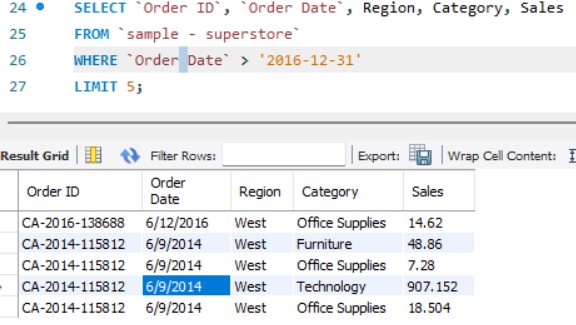 24 SELECT `Order ID`, `Order Date`, Region, Category, Sales
25 FROM `sample - superstore`
26 WHERE `Order Date` > '2016-12-31'
27 LIMIT 5;
Result Grid Filter Rows: Export: Wrap Cell Content:
Order ID Order Date Region Category Sales
CA-2016-138688 6/12/2016 West Office Supplies 14.62
CA-2014-115812 6/9/2014 West Furniture 48.86
CA-2014-115812 6/9/2014 West Office Supplies 7.28
CA-2014-115812 6/9/2014 West Technology 907.152
CA-2014-115812 6/9/2014 West Office Supplies 18.504